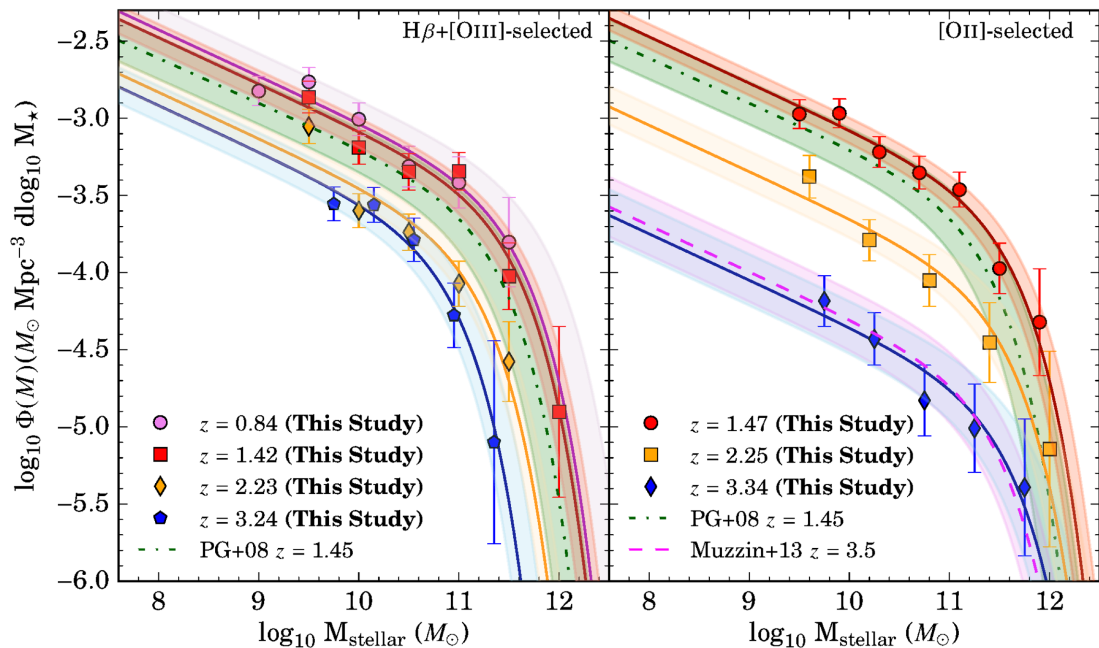 Hβ+[OIII]-selected
[OII]-selected
log₁₀ Φ(M)(M⊙ Mpc⁻³ dlog₁₀ M⋆)
−2.5
−3.0
−3.5
−4.0
−4.5
−5.0
−5.5
−6.0
z = 0.84 (This Study)
z = 1.42 (This Study)
z = 2.23 (This Study)
z = 3.24 (This Study)
PG+08 z = 1.45
z = 1.47 (This Study)
z = 2.25 (This Study)
z = 3.34 (This Study)
PG+08 z = 1.45
Muzzin+13 z = 3.5
8 9 10 11 12
8 9 10 11 12
log₁₀ Mstellar (M⊙)
log₁₀ Mstellar (M⊙)